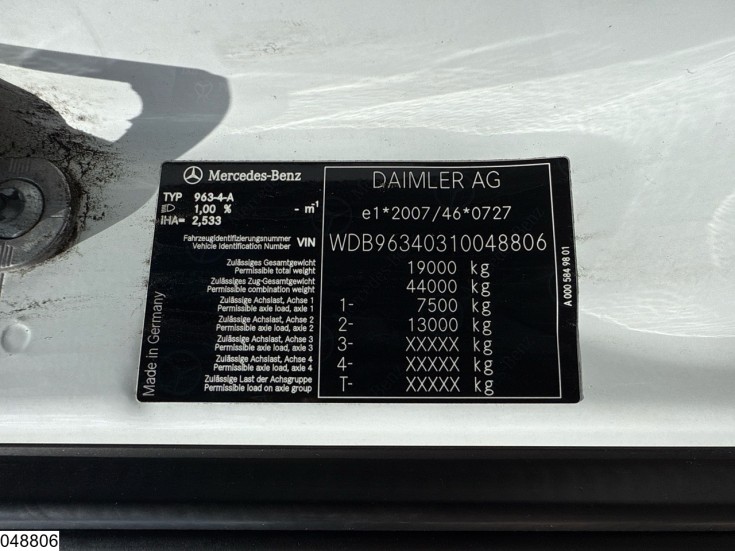 Mercedes-Benz
TYP 963-4-A
1,00 % - m⁻¹
IHA= 2,533
Fahrzeugidentifizierungsnummer
Vehicle Identification Number VIN
Zulässiges Gesamtgewicht
Permissible total weight
Zulässiges Zug-Gesamtgewicht
Permissible combination weight
Zulässige Achslast, Achse 1
Permissible axle load, axle 1
Zulässige Achslast, Achse 2
Permissible axle load, axle 2
Zulässige Achslast, Achse 3
Permissible axle load, axle 3
Zulässige Achslast, Achse 4
Permissible axle load, axle 4
Zulässige Last der Achsgruppe
Permissible load on axle group
Made in Germany
DAIMLER AG
e1*2007/46*0727
WDB96340310048806
19000 kg
44000 kg
1- 7500 kg
2- 13000 kg
3- XXXXX kg
4- XXXXX kg
T- XXXXX kg
A 000 584 98 01
048806